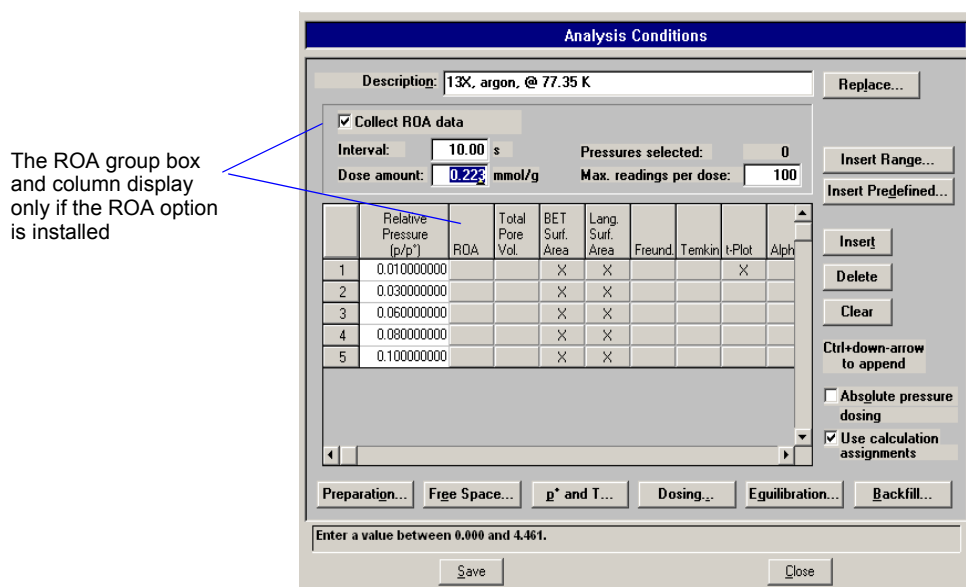 The ROA group box
and column display
only if the ROA option
is installed
Analysis Conditions
Description: 13X, argon, @ 77.35 K
Replace...
Collect ROA data
Interval: 10.00 s
Pressures selected: 0
Dose amount: 0.223 mmol/g
Max. readings per dose: 100
Insert Range...
Insert Predefined...
Relative Pressure (p/p°) ROA Total Pore Vol. BET Surf. Area Lang. Surf. Area Freund. Temkin t-Plot Alph
1 0.010000000 X X X
2 0.030000000 X X
3 0.060000000 X X
4 0.080000000 X X
5 0.100000000 X X
Insert
Delete
Clear
Ctrl+down-arrow
to append
Absolute pressure
dosing
Use calculation
assignments
Preparation... Free Space... p° and T... Dosing... Equilibration... Backfill...
Enter a value between 0.000 and 4.461.
Save Close